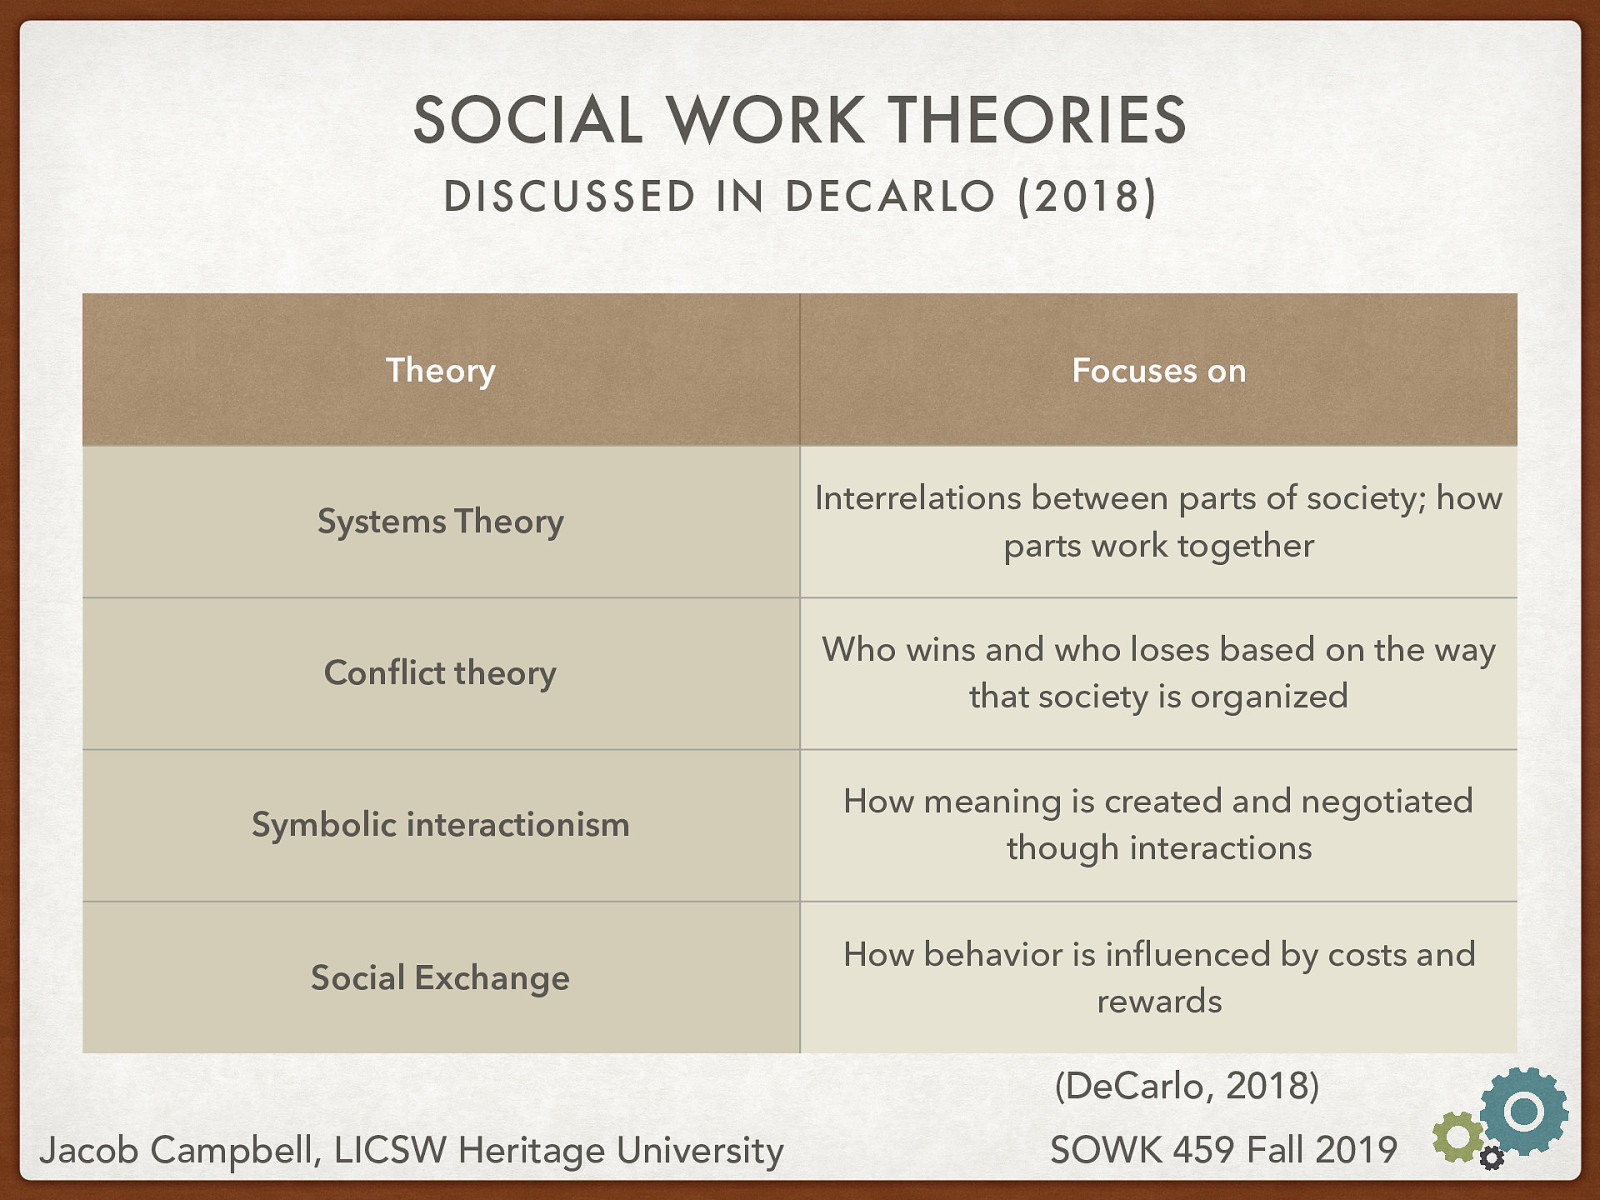 SOCIAL WORK THEORIES
DISCUSSED IN DECARLO (2018)
Theory
Focuses on
Systems Theory
Interrelations between parts of society; how
parts work together
Conflict theory
Who wins and who loses based on the way
that society is organized
Symbolic interactionism
How meaning is created and negotiated
though interactions
Social Exchange
How behavior is influenced by costs and
rewards
(DeCarlo, 2018)
Jacob Campbell, LICSW Heritage University
SOWK 459 Fall 2019